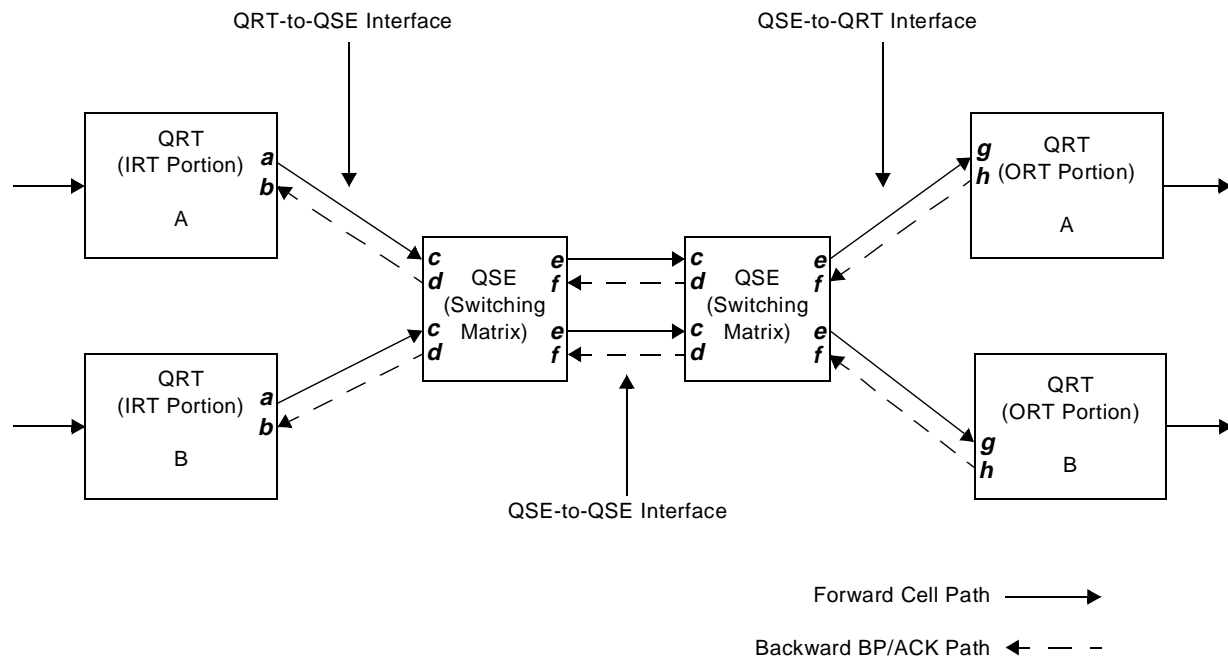 QRT-to-QSE Interface
QSE-to-QRT Interface
QRT
(IRT Portion)
A
a
b
QRT
(ORT Portion)
A
g
h
c
d
c
d
QSE
(Switching
Matrix)
e
f
e
f
c
d
c
d
QSE
(Switching
Matrix)
e
f
e
f
QRT
(IRT Portion)
B
a
b
QRT
(ORT Portion)
B
g
h
QSE-to-QSE Interface
Forward Cell Path
Backward BP/ACK Path